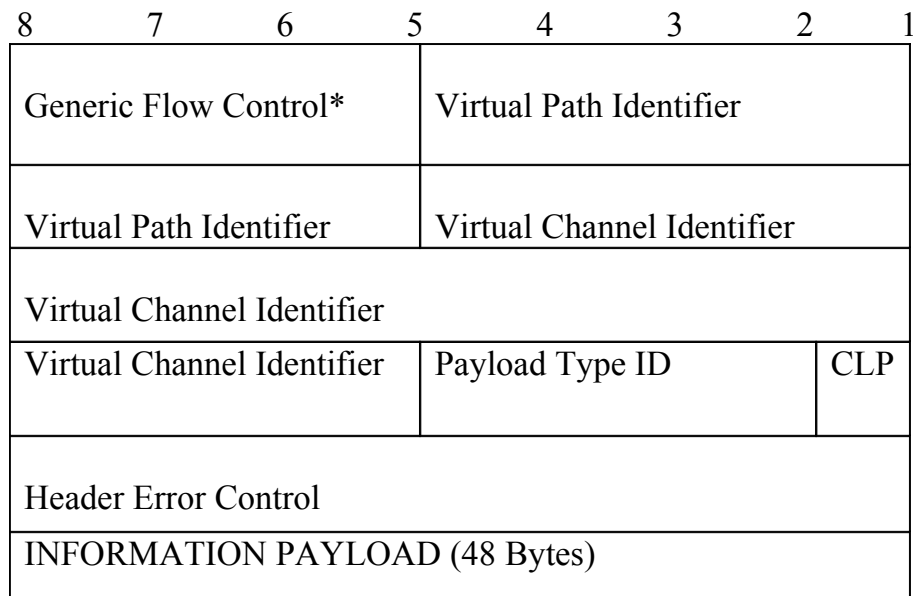 8 7 6 5 4 3 2 1
Generic Flow Control* Virtual Path Identifier
Virtual Path Identifier Virtual Channel Identifier
Virtual Channel Identifier
Virtual Channel Identifier Payload Type ID CLP
Header Error Control
INFORMATION PAYLOAD (48 Bytes)